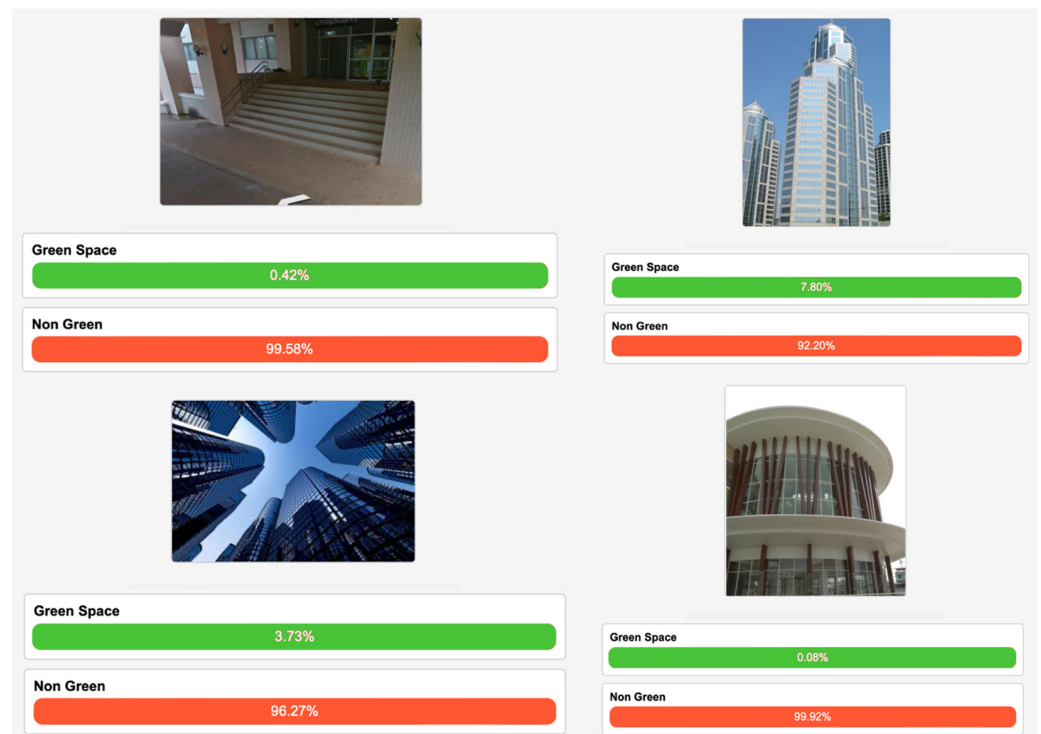 Green Space
0.42%
Non Green
99.58%
Green Space
7.80%
Non Green
92.20%
Green Space
3.73%
Non Green
96.27%
Green Space
0.08%
Non Green
99.92%